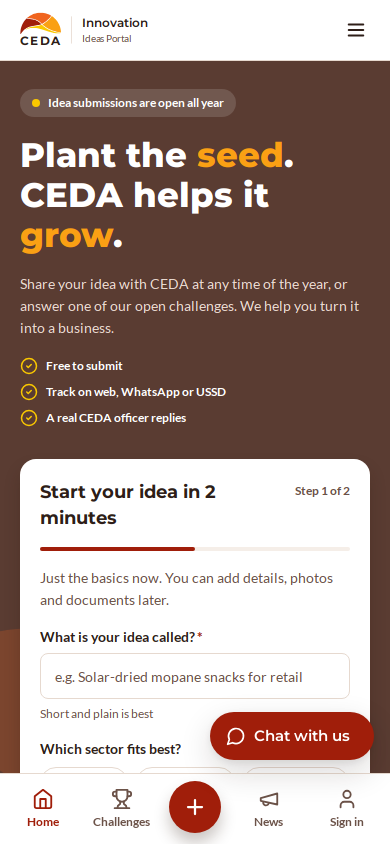 CEDA
Innovation
Ideas Portal
Idea submissions are open all year
Plant the seed.
CEDA helps it
grow.
Share your idea with CEDA at any time of the year, or
answer one of our open challenges. We help you turn it
into a business.
Free to submit
Track on web, WhatsApp or USSD
A real CEDA officer replies
Start your idea in 2
minutes
Step 1 of 2
Just the basics now. You can add details, photos
and documents later.
What is your idea called? *
e.g. Solar-dried mopane snacks for retail
Short and plain is best
Chat with us
Which sector fits best?
Home
Challenges
News
Sign in